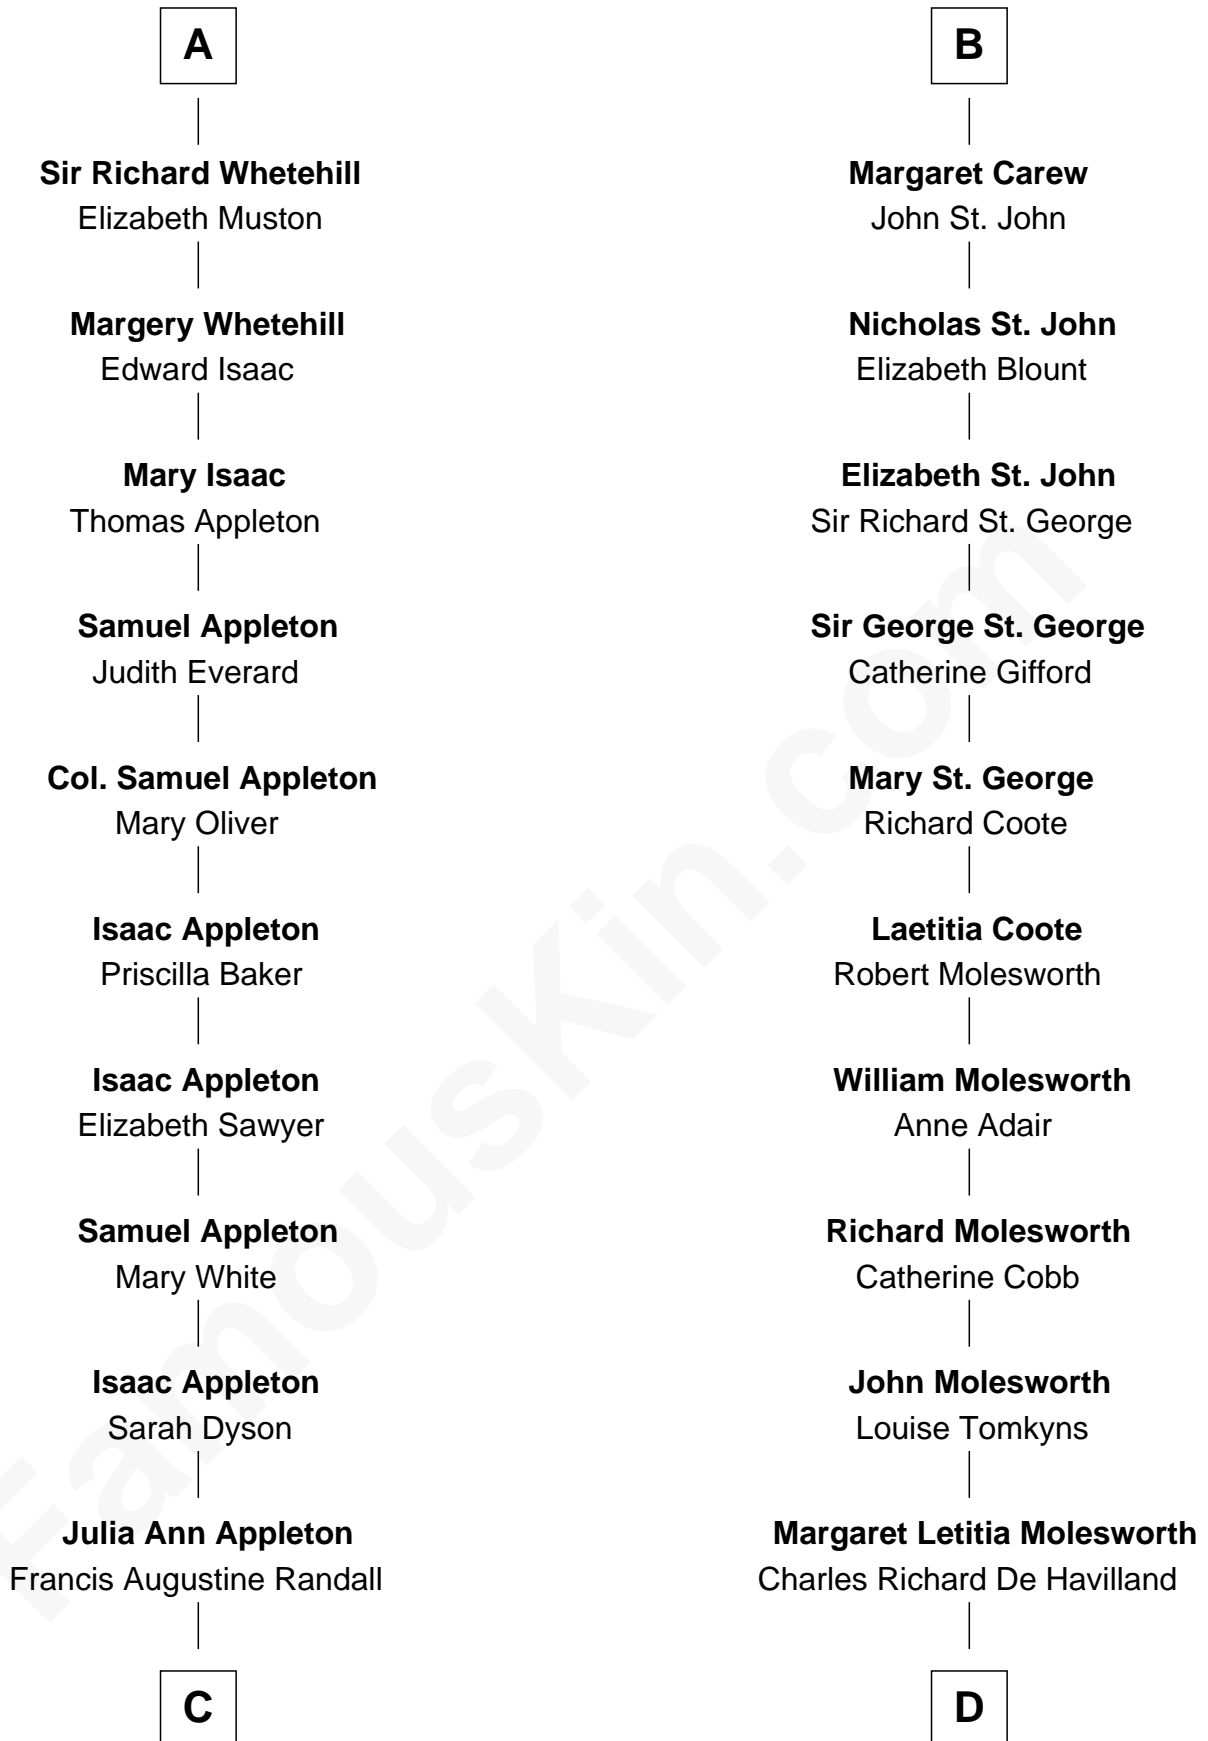 A
Sir Richard Whetehill
Elizabeth Muston
Margery Whetehill
Edward Isaac
Mary Isaac
Thomas Appleton
Samuel Appleton
Judith Everard
Col. Samuel Appleton
Mary Oliver
Isaac Appleton
Priscilla Baker
Isaac Appleton
Elizabeth Sawyer
Samuel Appleton
Mary White
Isaac Appleton
Sarah Dyson
Julia Ann Appleton
Francis Augustine Randall
C
B
Margaret Carew
John St. John
Nicholas St. John
Elizabeth Blount
Elizabeth St. John
Sir Richard St. George
Sir George St. George
Catherine Gifford
Mary St. George
Richard Coote
Laetitia Coote
Robert Molesworth
William Molesworth
Anne Adair
Richard Molesworth
Catherine Cobb
John Molesworth
Louise Tomkyns
Margaret Letitia Molesworth
Charles Richard De Havilland
D
FamousKin.com